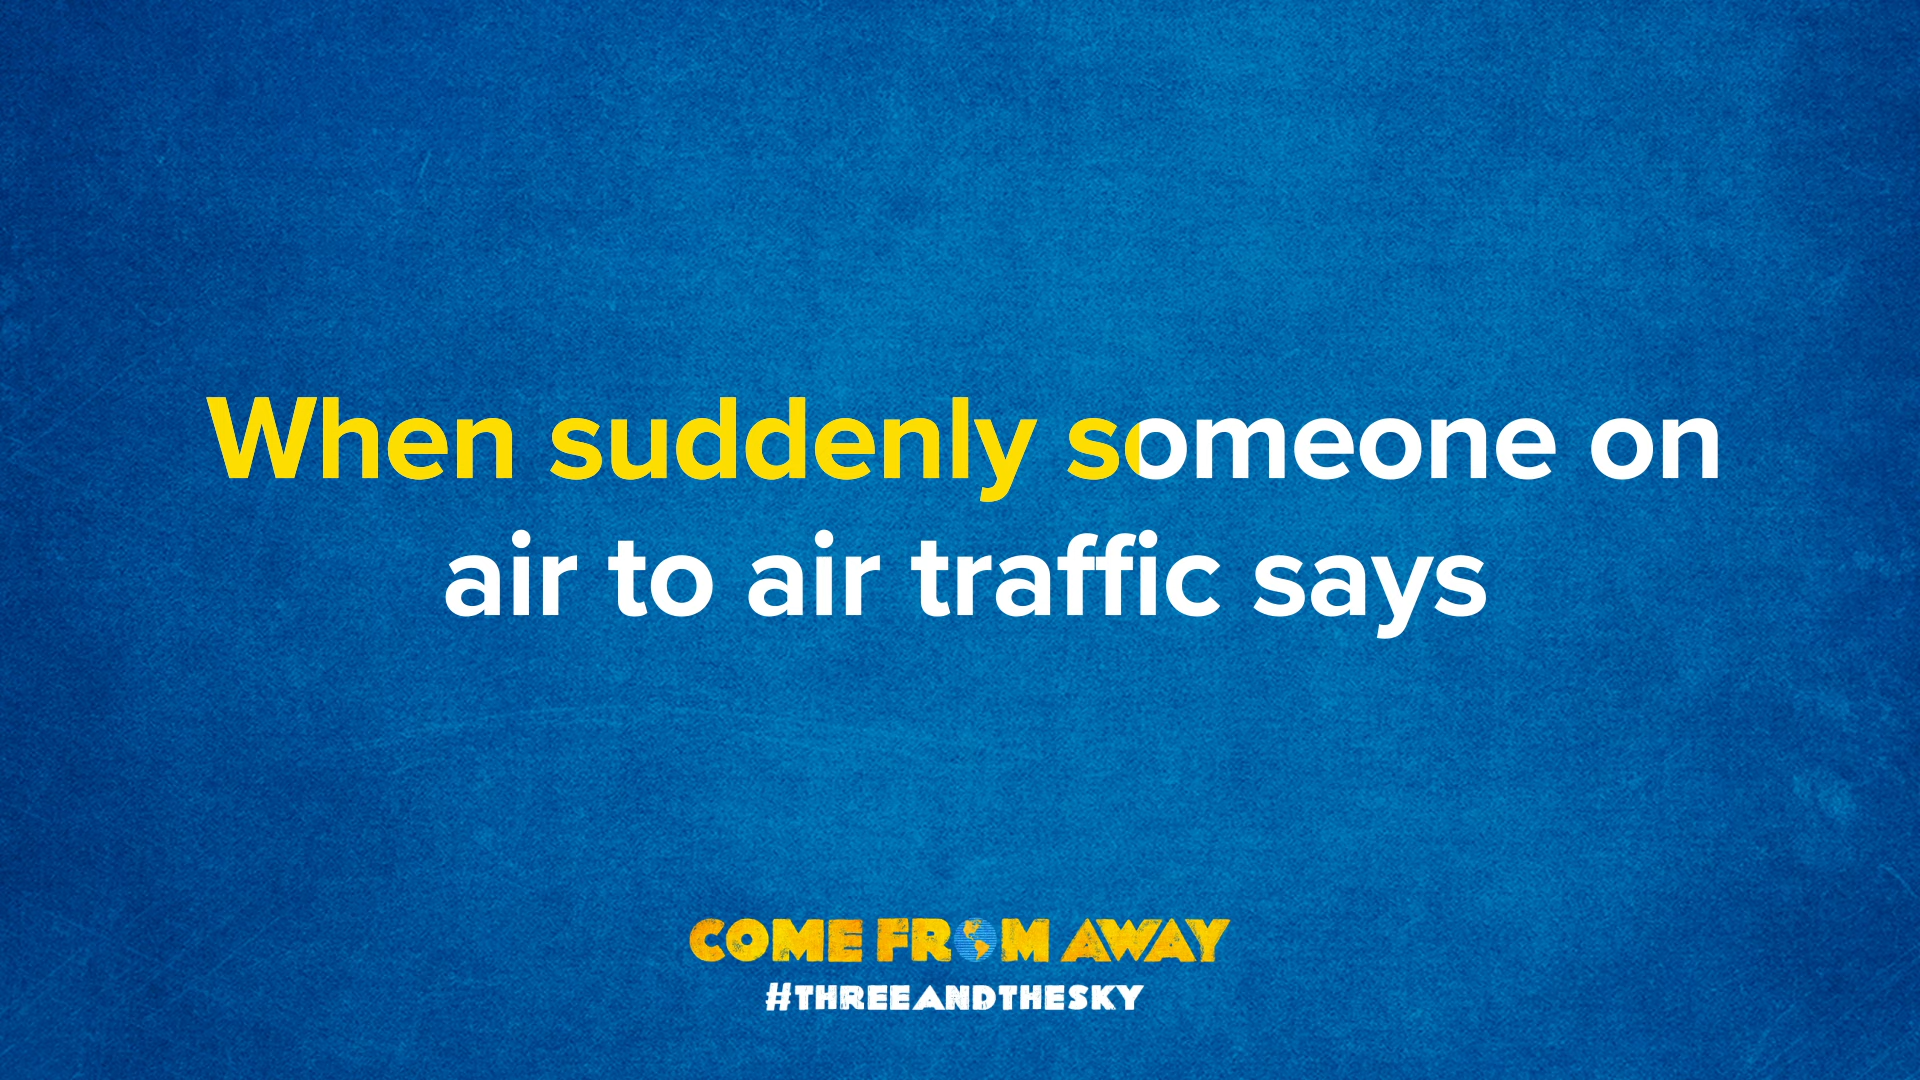 When suddenly someone on
air to air traffic says
COME FROM AWAY
#THREEANDTHESKY